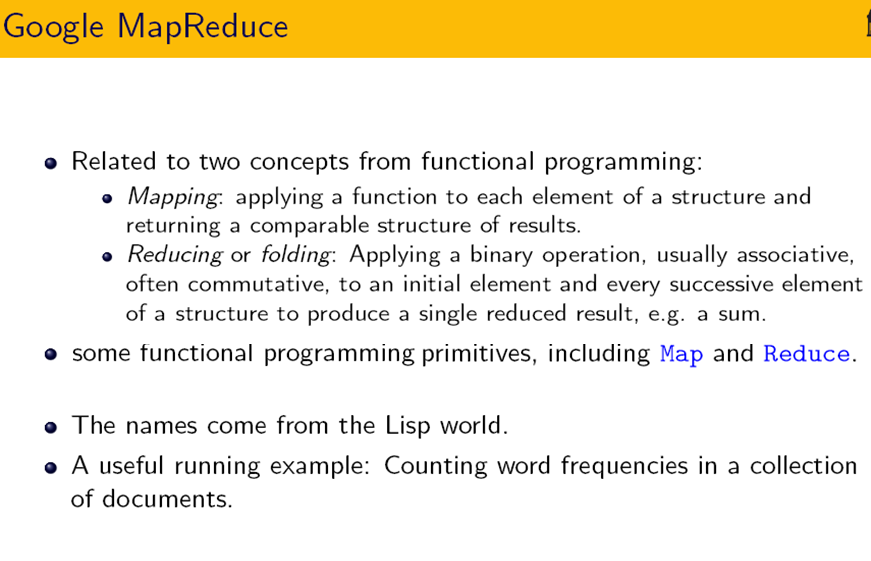 Google MapReduce
Related to two concepts from functional programming:
Mapping: applying a function to each element of a structure and
returning a comparable structure of results.
Reducing or folding: Applying a binary operation, usually associative,
often commutative, to an initial element and every successive element
of a structure to produce a single reduced result, e.g. a sum.
some functional programming primitives, including Map and Reduce.
The names come from the Lisp world.
A useful running example: Counting word frequencies in a collection
of documents.